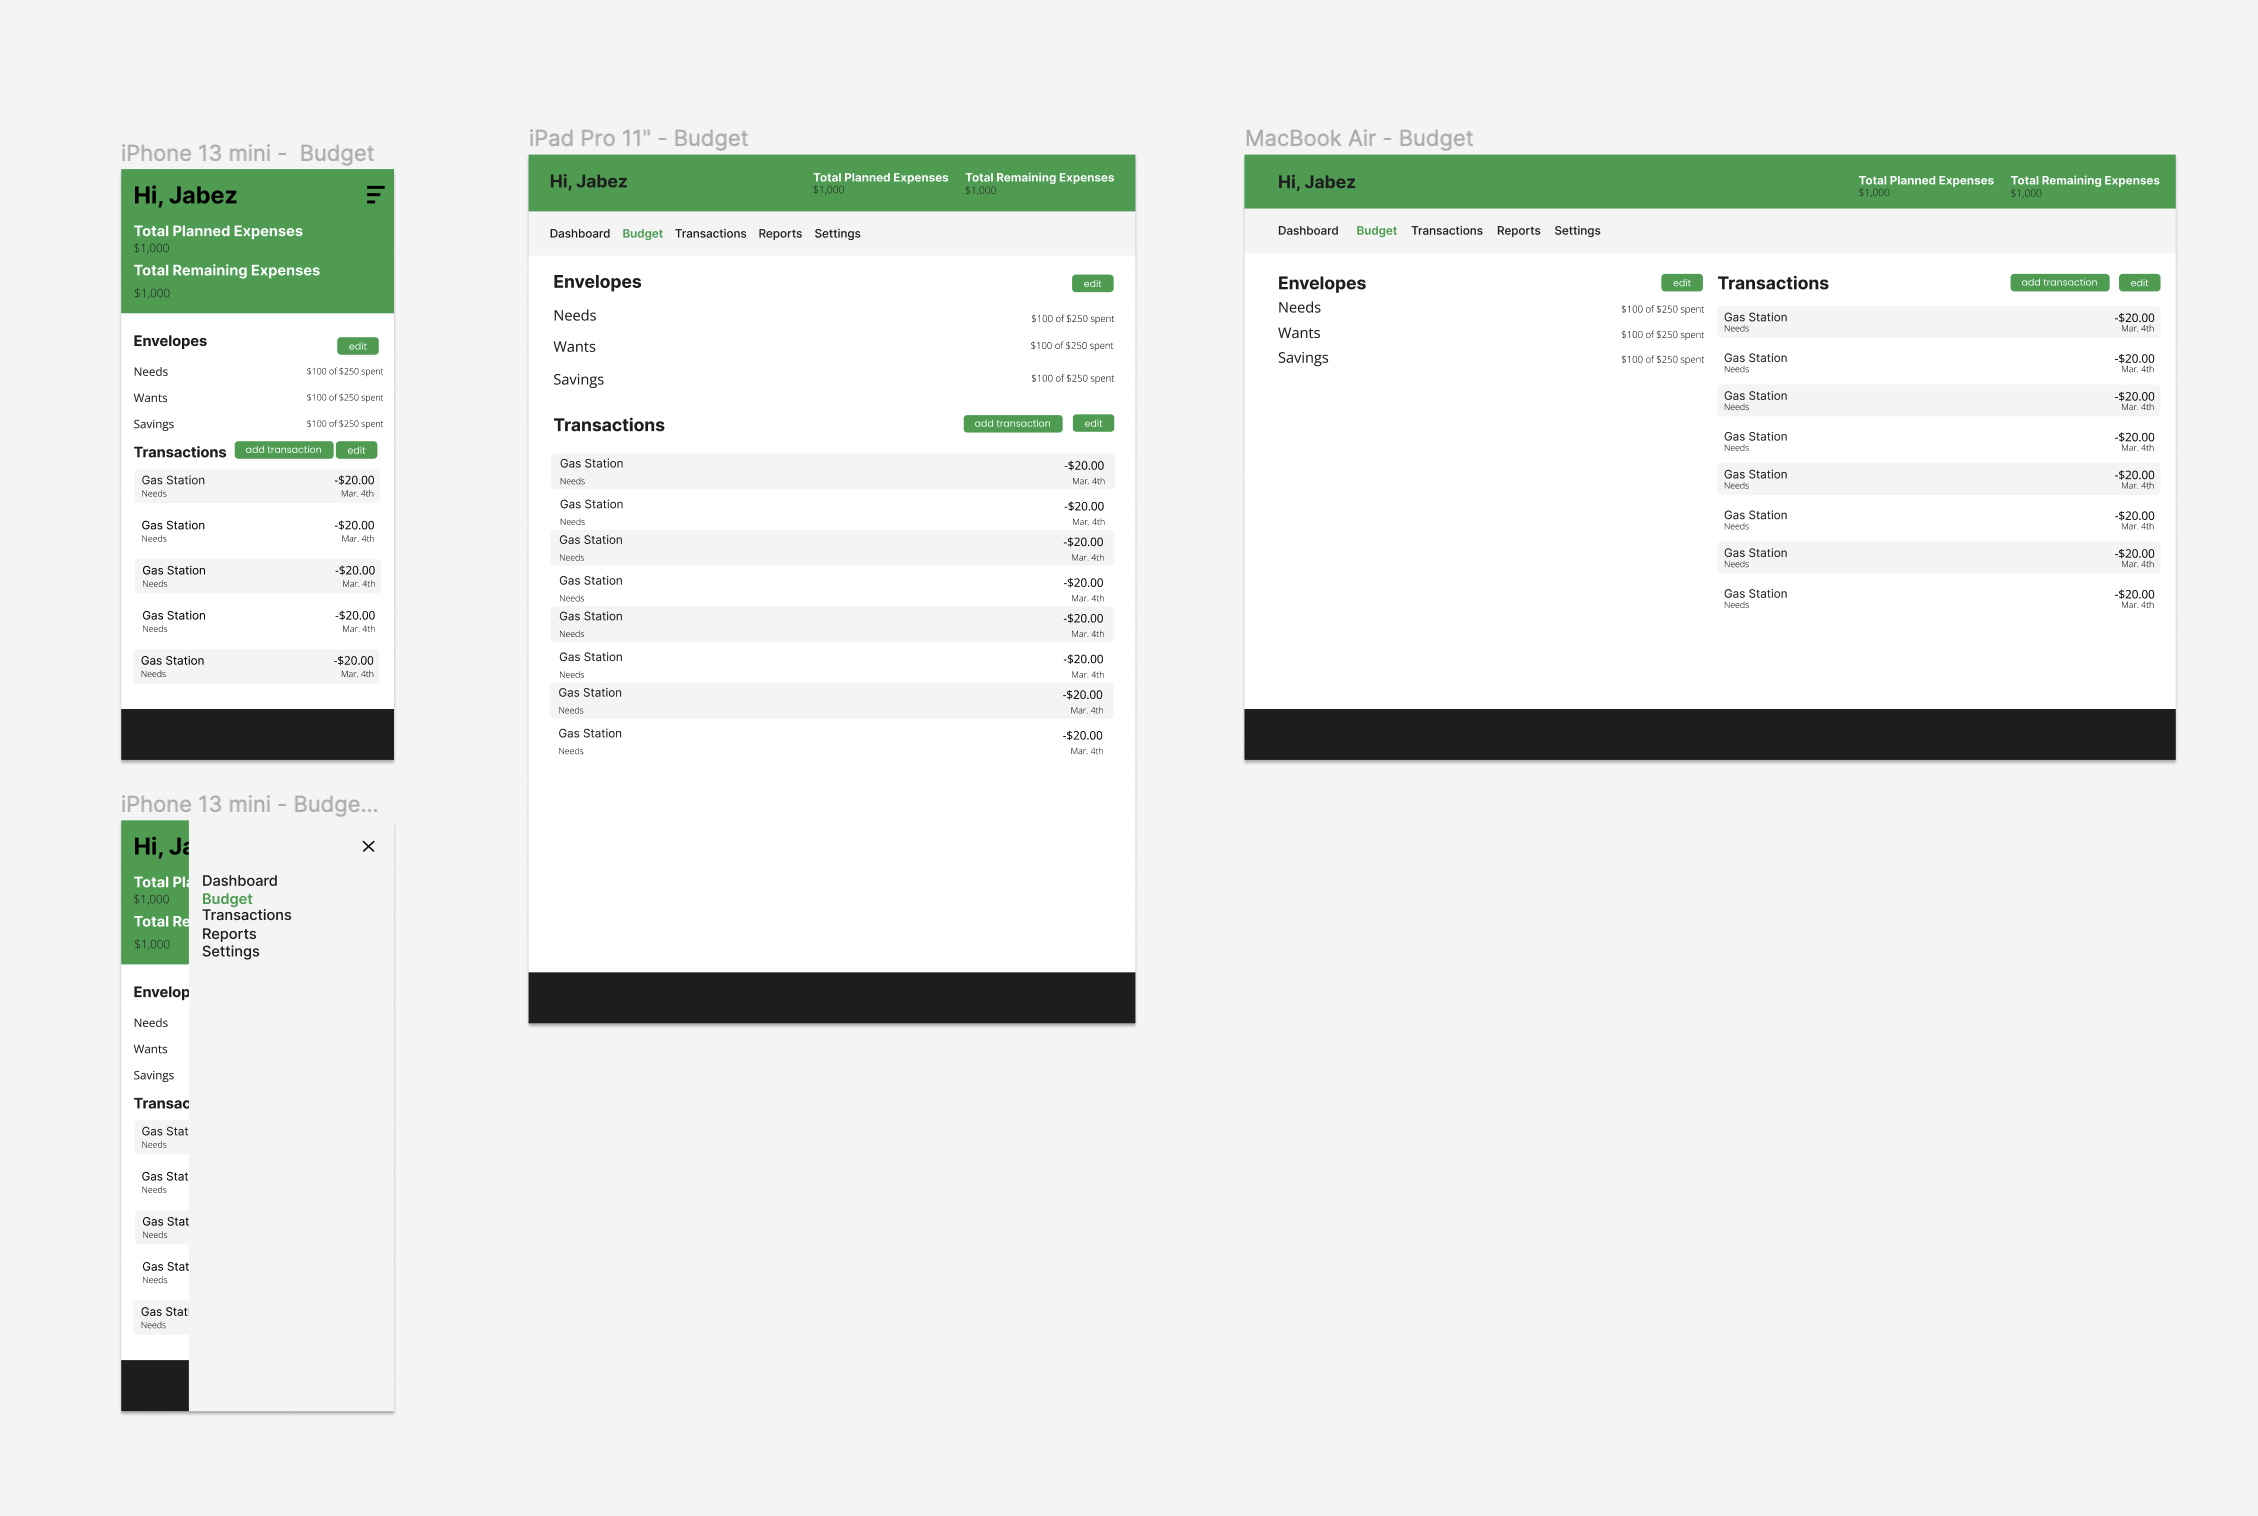 iPhone 13 mini -  Budget
Hi, Jabez
Total Planned Expenses
$1,000
Total Remaining Expenses
$1,000
Envelopes
edit
Needs $100 of $250 spent
Wants $100 of $250 spent
Savings $100 of $250 spent
Transactions add transaction edit
Gas Station -$20.00
Needs Mar. 4th
Gas Station -$20.00
Needs Mar. 4th
Gas Station -$20.00
Needs Mar. 4th
Gas Station -$20.00
Needs Mar. 4th
Gas Station -$20.00
Needs Mar. 4th
iPhone 13 mini - Budge...
Hi, Ja
Total Pla
$1,000
Total Re
$1,000
Envelop
Needs
Wants
Savings
Transac
Gas Stat
Needs
Gas Stat
Needs
Gas Stat
Needs
Gas Stat
Needs
Gas Stati
Needs
Dashboard
Budget
Transactions
Reports
Settings
iPad Pro 11" - Budget
Hi, Jabez
Total Planned Expenses Total Remaining Expenses
$1,000 $1,000
Dashboard Budget Transactions Reports Settings
Envelopes edit
Needs $100 of $250 spent
Wants $100 of $250 spent
Savings $100 of $250 spent
Transactions add transaction edit
Gas Station -$20.00
Needs Mar. 4th
Gas Station -$20.00
Needs Mar. 4th
Gas Station -$20.00
Needs Mar. 4th
Gas Station -$20.00
Needs Mar. 4th
Gas Station -$20.00
Needs Mar. 4th
Gas Station -$20.00
Needs Mar. 4th
Gas Station -$20.00
Needs Mar. 4th
Gas Station -$20.00
Needs Mar. 4th
MacBook Air - Budget
Hi, Jabez
Total Planned Expenses Total Remaining Expenses
$1,000 $1,000
Dashboard Budget Transactions Reports Settings
Envelopes edit
Needs $100 of $250 spent
Wants $100 of $250 spent
Savings $100 of $250 spent
Transactions add transaction edit
Gas Station -$20.00
Needs Mar. 4th
Gas Station -$20.00
Needs Mar. 4th
Gas Station -$20.00
Needs Mar. 4th
Gas Station -$20.00
Needs Mar. 4th
Gas Station -$20.00
Needs Mar. 4th
Gas Station -$20.00
Needs Mar. 4th
Gas Station -$20.00
Needs Mar. 4th
Gas Station -$20.00
Needs Mar. 4th